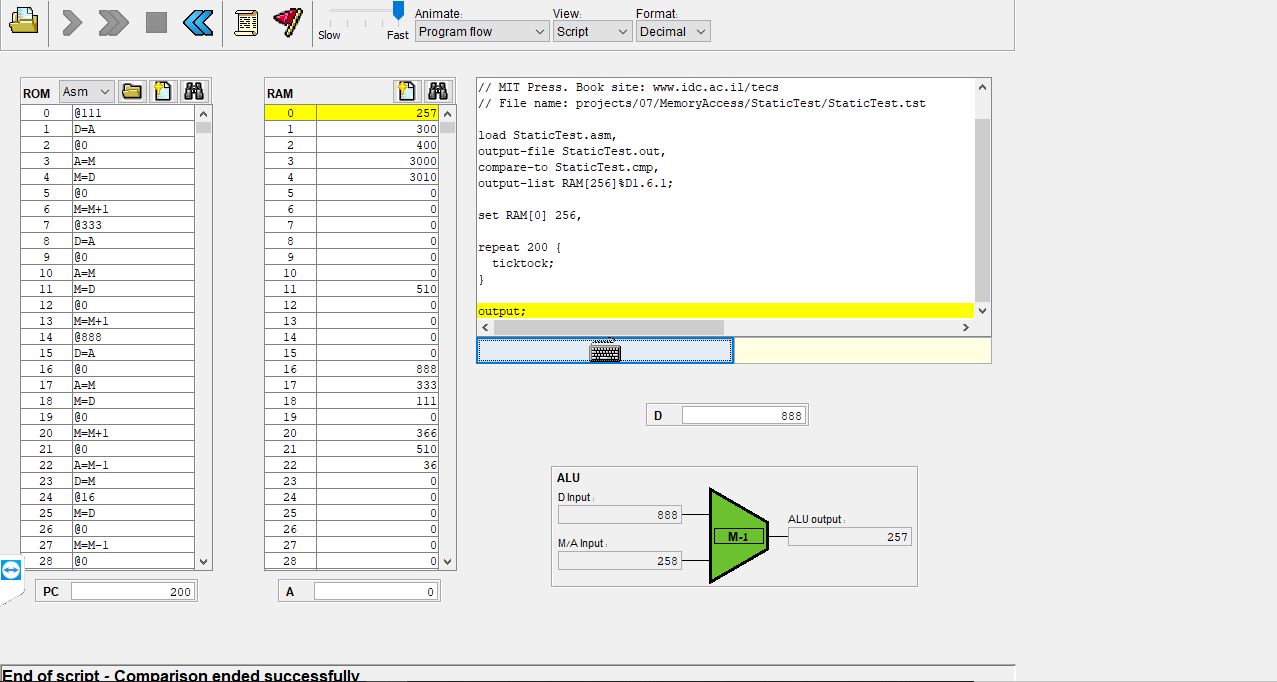 Animate:
View:
Format:
Slow
Fast
Program flow
Script
Decimal
ROM
Asm
0 @111
1 D=A
2 @0
3 A=M
4 M=D
5 @0
6 M=M+1
7 @333
8 D=A
9 @0
10 A=M
11 M=D
12 @0
13 M=M+1
14 @888
15 D=A
16 @0
17 A=M
18 M=D
19 @0
20 M=M+1
21 @0
22 A=M-1
23 D=M
24 @16
25 M=D
26 @0
27 M=M-1
28 @0
PC 200
RAM
0 257
1 300
2 400
3 3000
4 3010
5 0
6 0
7 0
8 0
9 0
10 0
11 510
12 0
13 0
14 0
15 0
16 888
17 333
18 111
19 0
20 366
21 510
22 36
23 0
24 0
25 0
26 0
27 0
28 0
A 0
// MIT Press. Book site: www.idc.ac.il/tecs
// File name: projects/07/MemoryAccess/StaticTest/StaticTest.tst
load StaticTest.asm,
output-file StaticTest.out,
compare-to StaticTest.cmp,
output-list RAM[256]%D1.6.1;
set RAM[0] 256,
repeat 200 {
ticktock;
}
output;
D 888
ALU
D Input :
888
M/A Input :
258
M-1
ALU output :
257
End of script - Comparison ended successfully